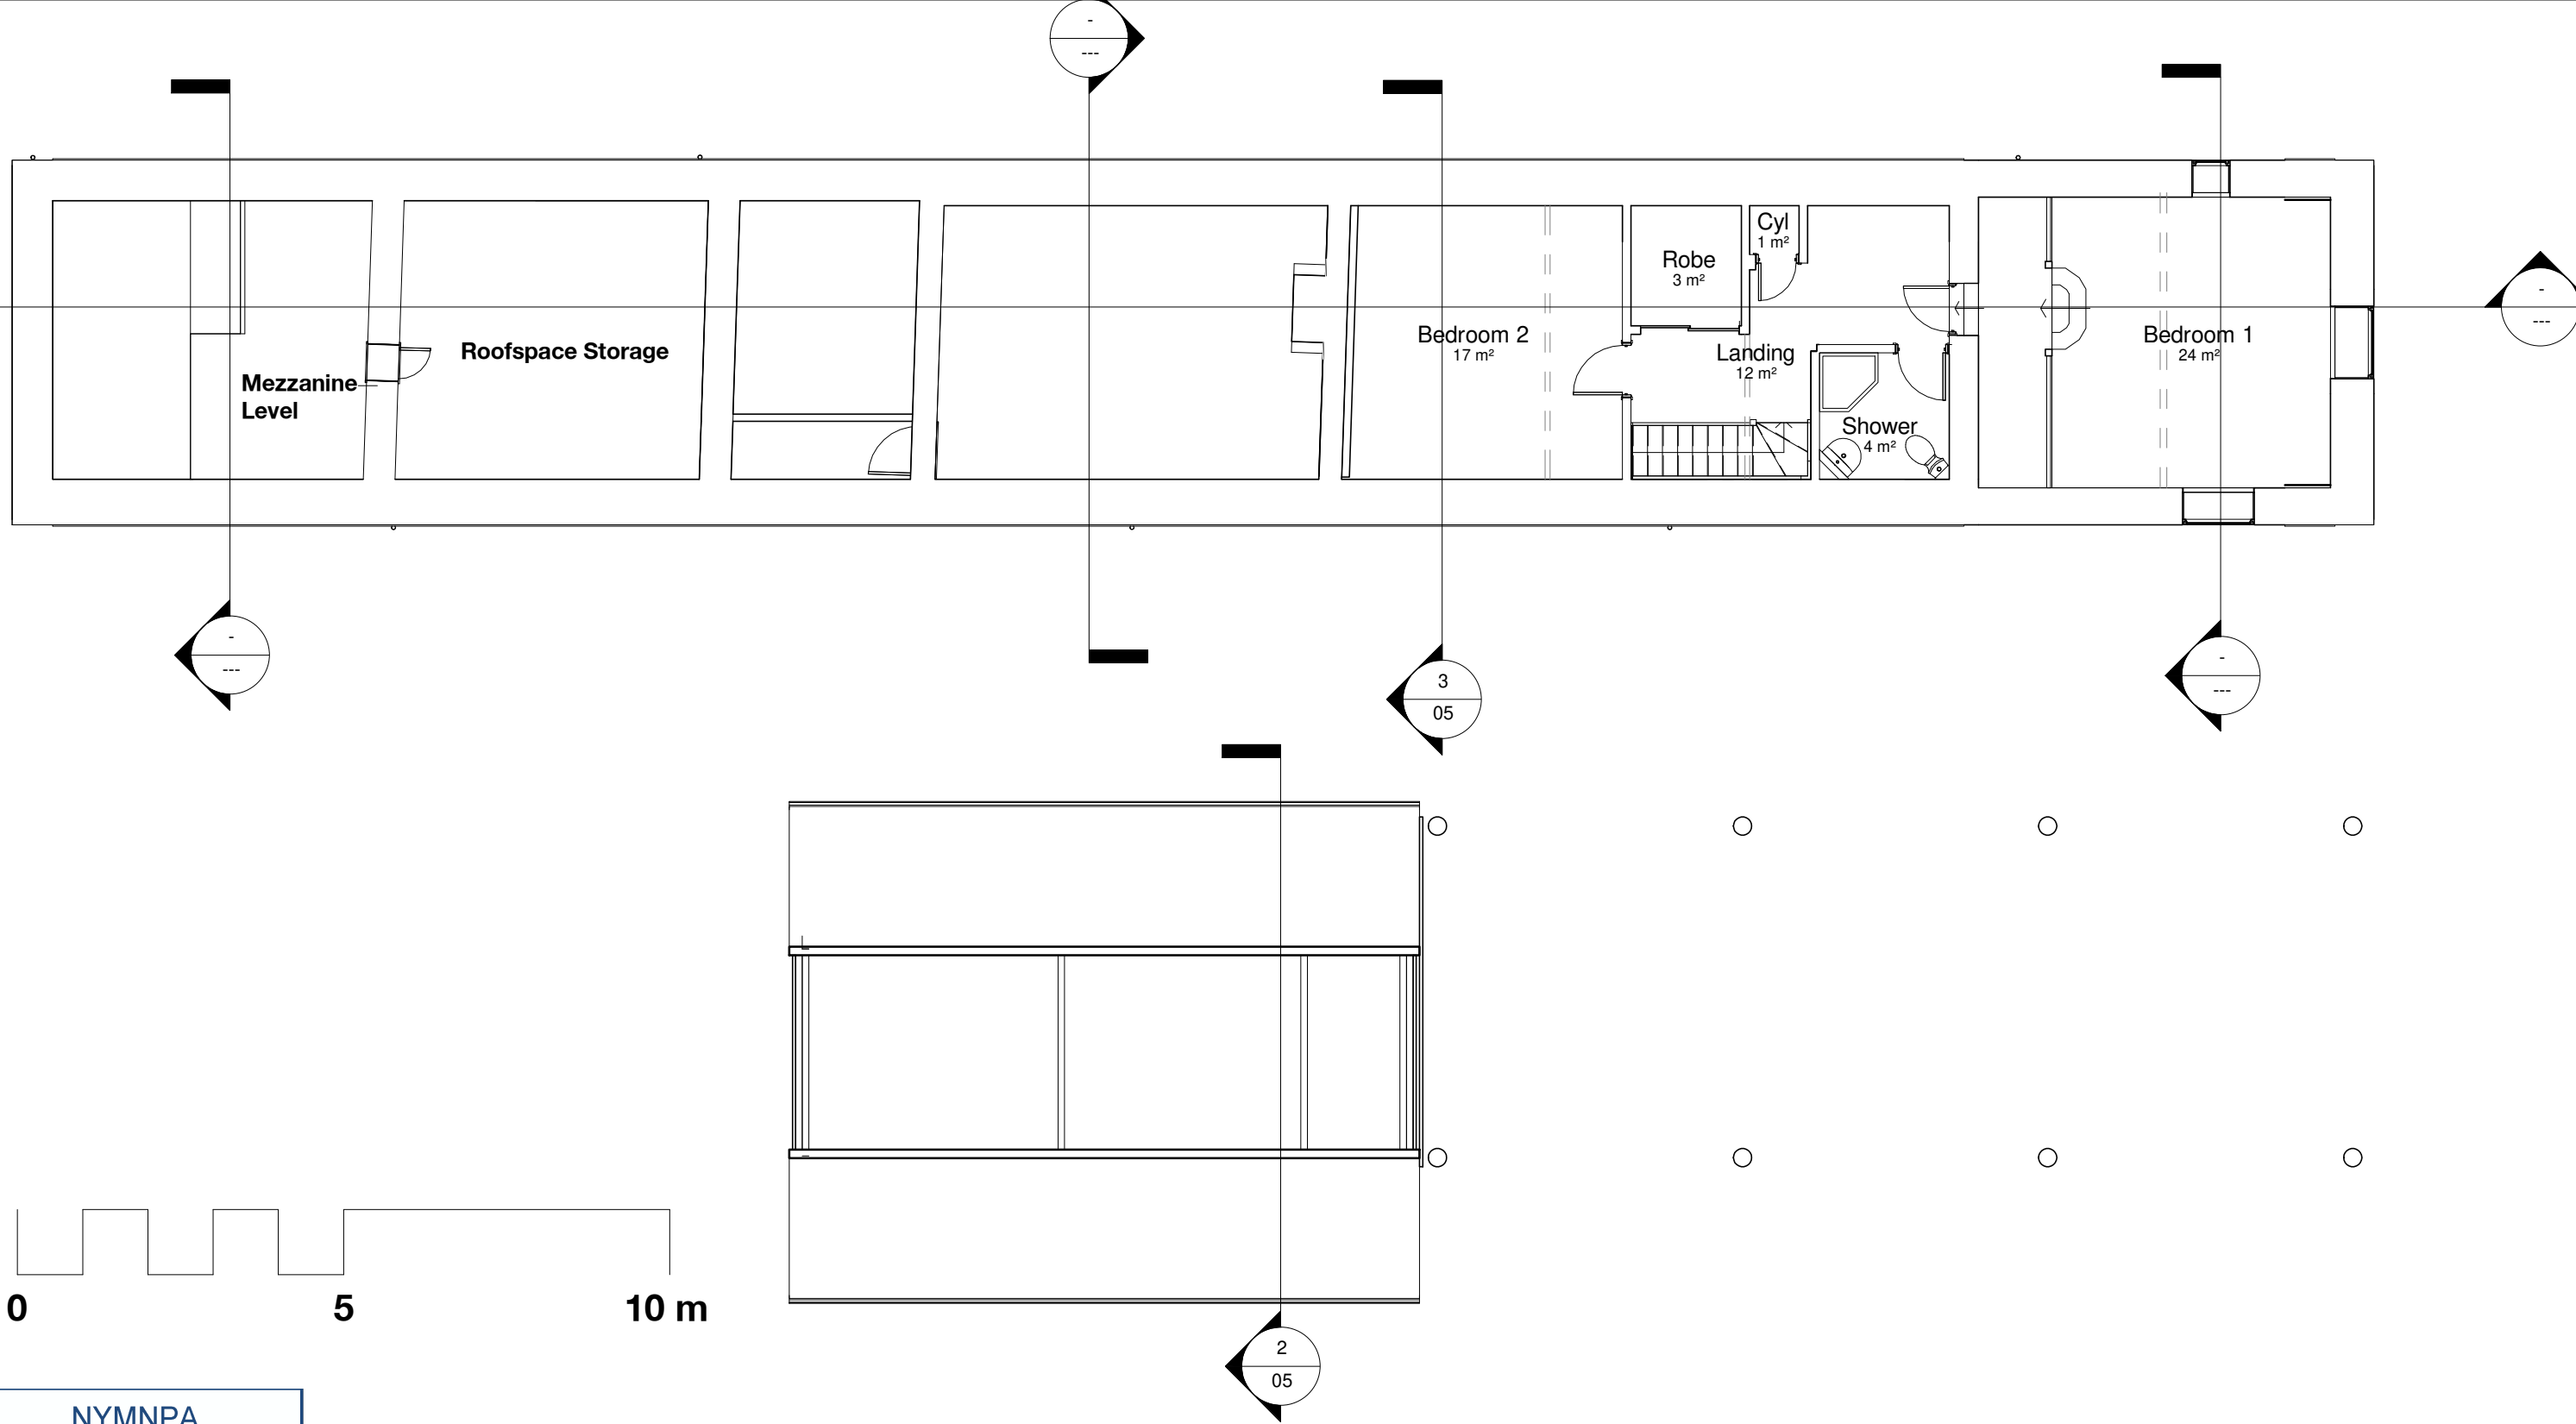 -
---
Cyl
1 m²
Robe
3 m²
-
---
Bedroom 2
17 m²
Landing
12 m²
Bedroom 1
24 m²
Roofspace Storage
Mezzanine
Level
Shower
4 m²
-
---
3
05
-
---
0
5
10 m
2
05
NYMNPA